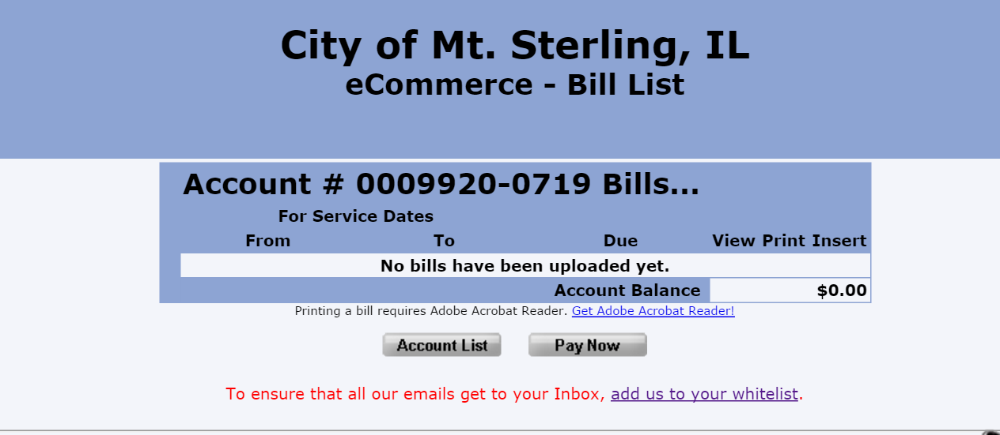 City of Mt. Sterling, IL
eCommerce - Bill List
Account # 0009920-0719 Bills...
For Service Dates
From To Due View Print Insert
No bills have been uploaded yet.
Account Balance $0.00
Printing a bill requires Adobe Acrobat Reader. Get Adobe Acrobat Reader!
Account List Pay Now
To ensure that all our emails get to your Inbox, add us to your whitelist.